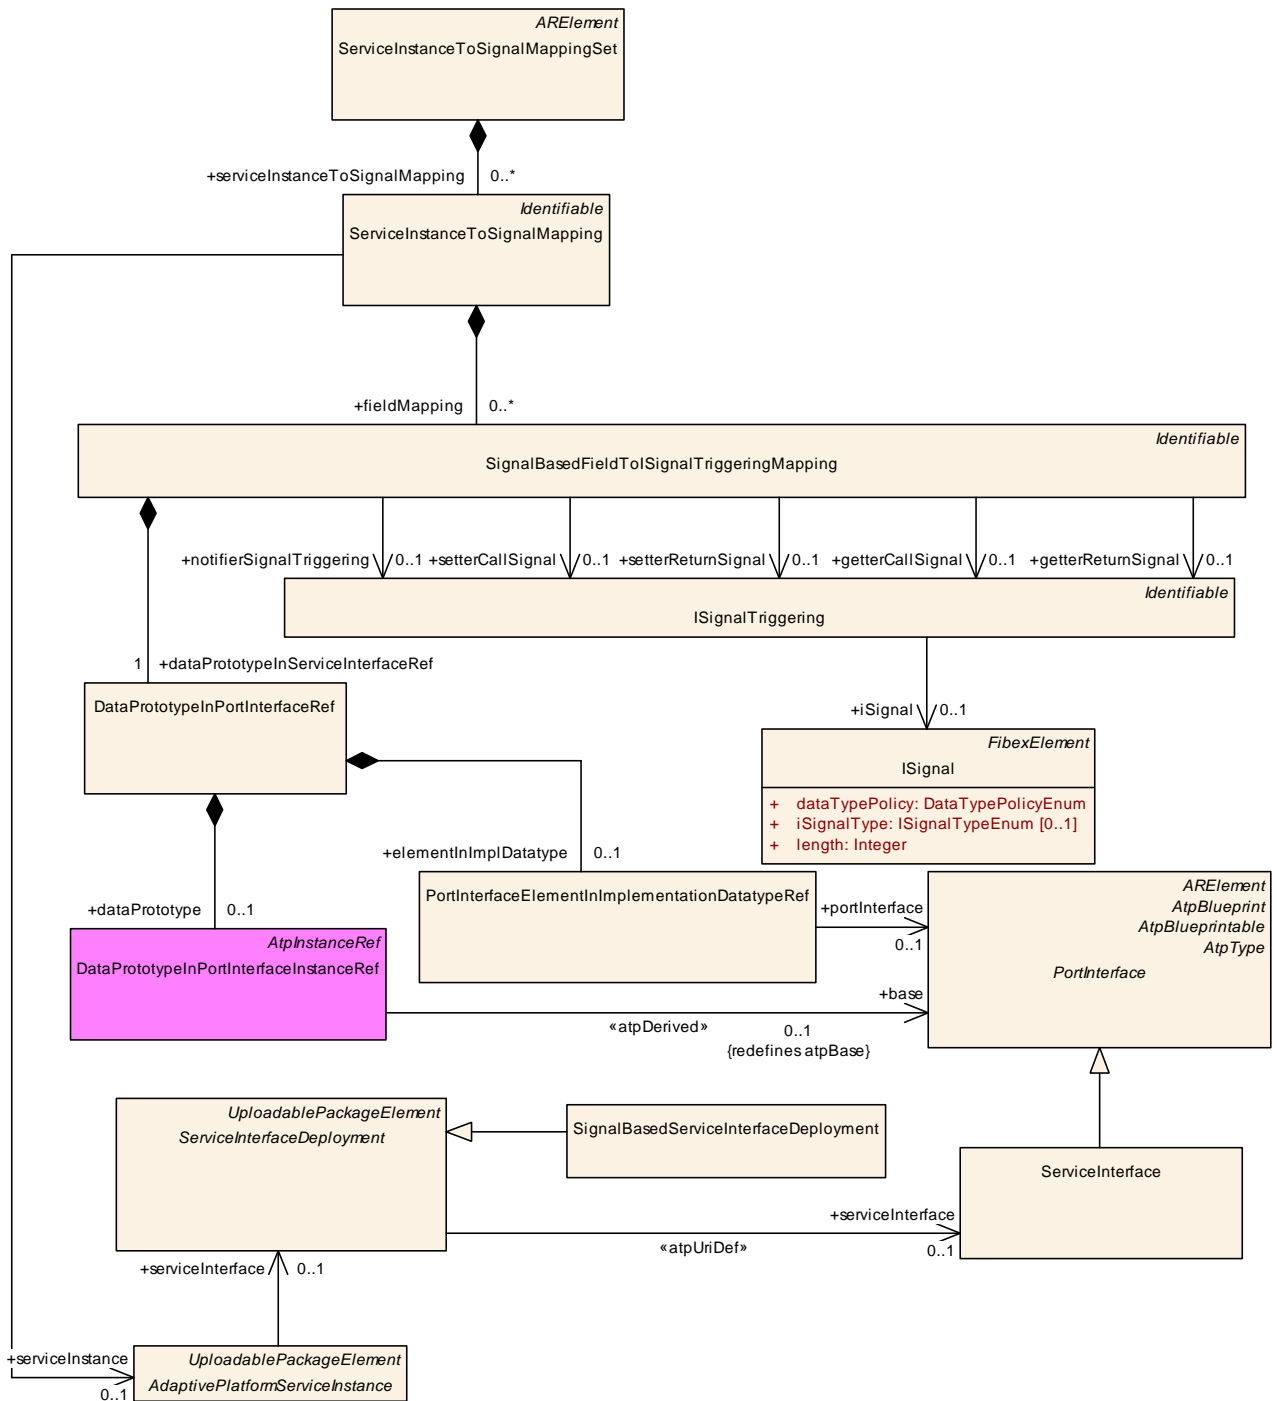 ARElement
ServiceInstanceToSignalMappingSet
+serviceInstanceToSignalMapping 0..*
Identifiable
ServiceInstanceToSignalMapping
+fieldMapping 0..*
Identifiable
SignalBasedFieldToISignalTriggeringMapping
+notifierSignalTriggering 0..1 +setterCallSignal 0..1 +setterReturnSignal 0..1 +getterCallSignal 0..1 +getterReturnSignal 0..1
Identifiable
ISignalTriggering
1 +dataPrototypeInServiceInterfaceRef
DataPrototypeInPortInterfaceRef
+iSignal 0..1
FibexElement
ISignal
+ dataTypePolicy: DataTypePolicyEnum
+ iSignalType: ISignalTypeEnum [0..1]
+ length: Integer
+elementInImplDatatype 0..1
PortInterfaceElementInImplementationDatatypeRef
+portInterface
0..1
ARElement
AtpBlueprint
AtpBlueprintable
AtpType
PortInterface
+dataPrototype 0..1
AtpInstanceRef
DataPrototypeInPortInterfaceInstanceRef
+base
«atpDerived» 0..1
{redefines atpBase}
UploadablePackageElement
ServiceInterfaceDeployment
SignalBasedServiceInterfaceDeployment
ServiceInterface
+serviceInterface
«atpUriDef» 0..1
+serviceInterface 0..1
+serviceInstance
0..1
UploadablePackageElement
AdaptivePlatformServiceInstance